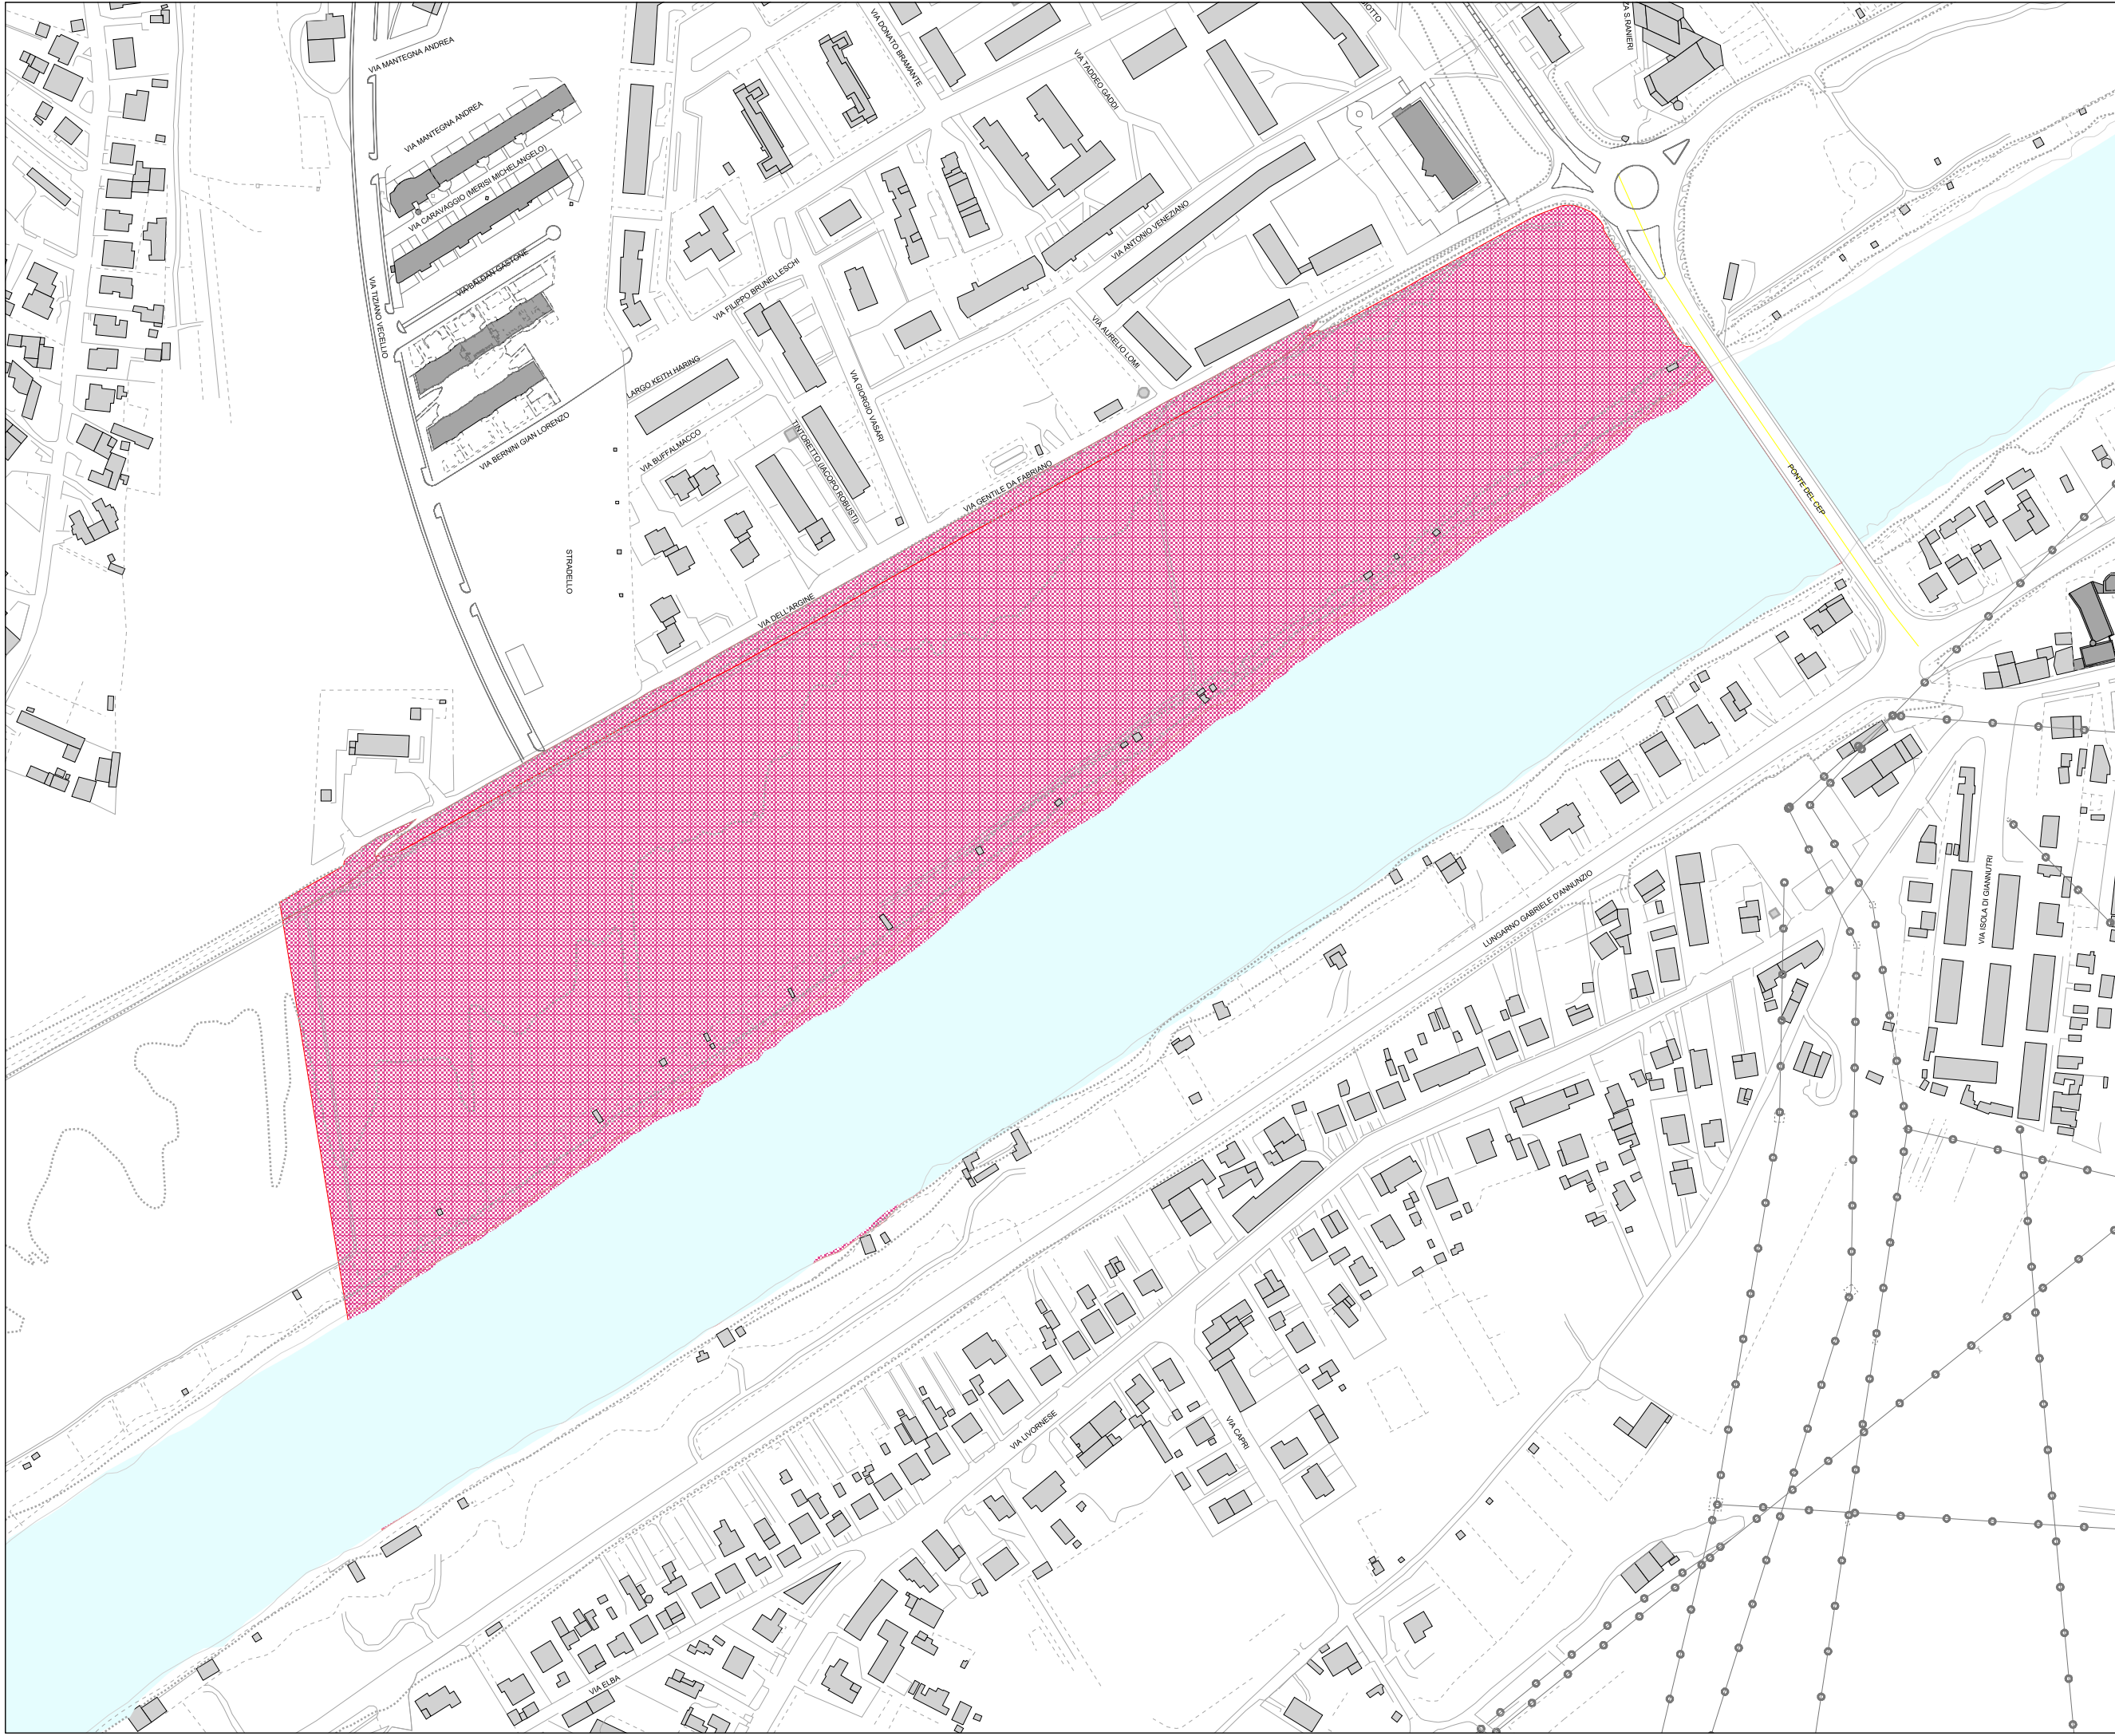 VIA MANTEGNA ANDREA
VIA MANTEGNA ANDREA
VIA CARAVAGGIO (MERISI MICHELANGELO)
VIA BALDAN GASTONE
VIA TIZIANO VECELLIO
VIA BERNINI GIAN LORENZO
STRADELLO
VIA DONATO BRAMANTE
VIA TADDEO GADDI
VIA FILIPPO BRUNELLESCHI
VIA ANTONIO VENEZIANO
VIA AURELIO LOMI
LARGO KEITH HARING
VIA GIORGIO VASARI
VIA BUFFALMACCO
TINTORETTO (JACOPO ROBUSTI)
VIA GENTILE DA FABRIANO
VIA DELL'ARGINE
IOTTO
ZA S.RANIERI
PONTE DEL CEP
LUNGARNO GABRIELE D'ANNUNZIO
VIA ISOLA DI GIANNUTRI
VIA LIVORNESE
VIA CAPRI
VIA ELBA